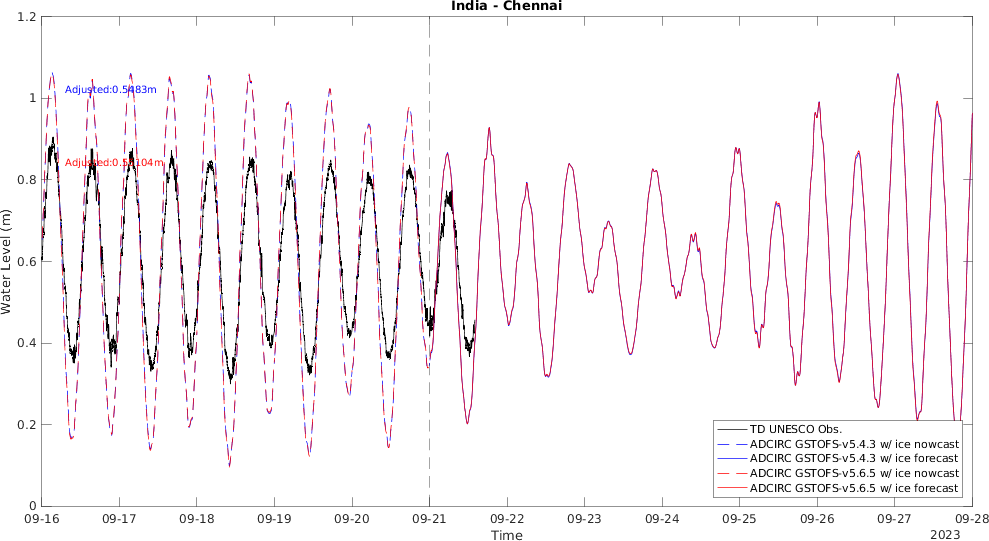 India - Chennai
1.2
1
0.8
0.6
0.4
0.2
0
Water Level (m)
Adjusted:0.5483m
TD UNESCO Obs.
ADCIRC GSTOFS-v5.4.3 w/ ice nowcast
ADCIRC GSTOFS-v5.4.3 w/ ice forecast
ADCIRC GSTOFS-v5.6.5 w/ ice nowcast
ADCIRC GSTOFS-v5.6.5 w/ ice forecast
09-16 09-17 09-18 09-19 09-20 09-21 09-22 09-23 09-24 09-25 09-26 09-27 09-28
Time
2023